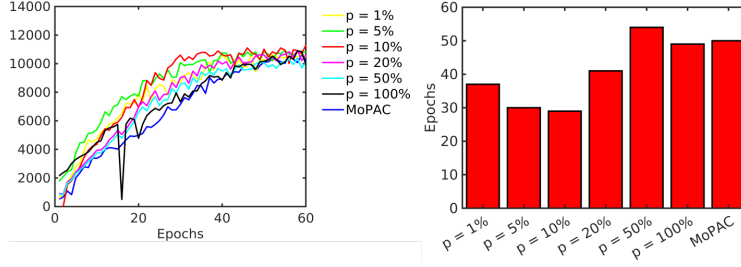 14000
12000
10000
8000
6000
4000
2000
0
0 20 40 60
Epochs
p = 1%
p = 5%
p = 10%
p = 20%
p = 50%
p = 100%
MoPAC
60
50
40
30
20
10
0
Epochs
p = 1% p = 5% p = 10% p = 20% p = 50% p = 100% MoPAC